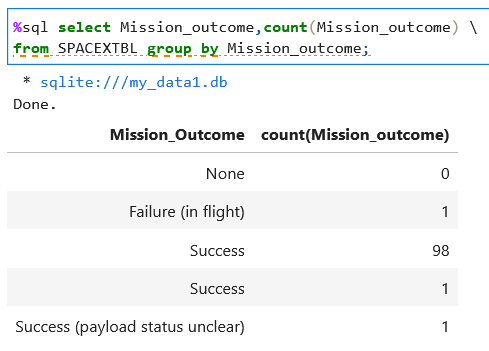 %sql select Mission_outcome,count(Mission_outcome) \
from SPACEXTBL group by Mission_outcome;
* sqlite:///my_data1.db
Done.
Mission_Outcome count(Mission_outcome)
None 0
Failure (in flight) 1
Success 98
Success 1
Success (payload status unclear) 1